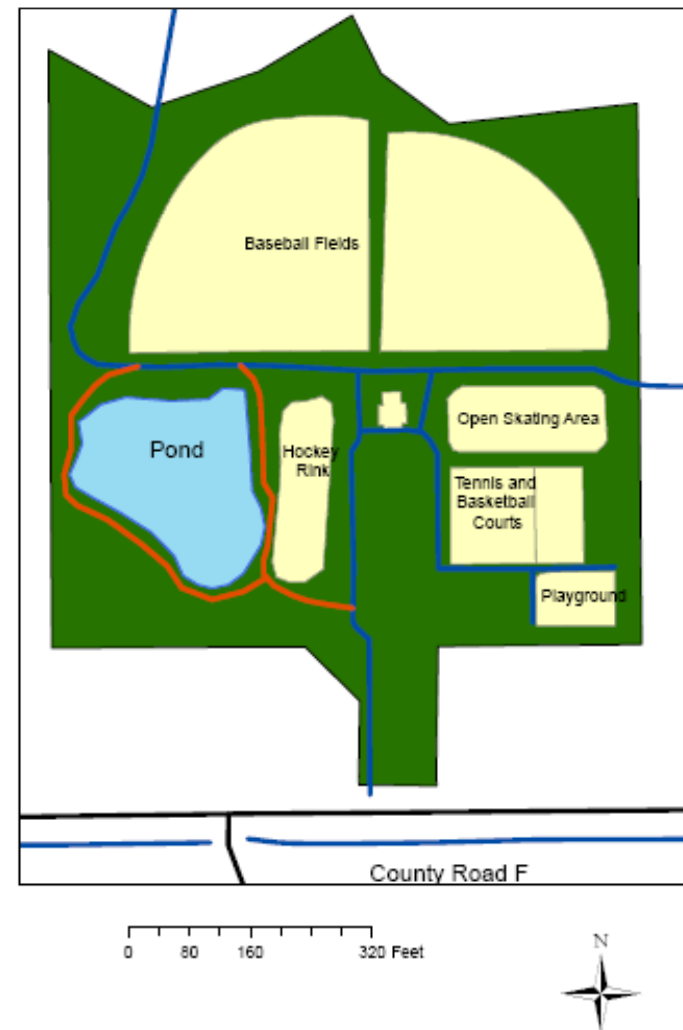 Baseball Fields
Pond
Hockey
Rink
Open Skating Area
Tennis and
Basketball
Courts
Playground
County Road F
0 80 160 320 Feet
N